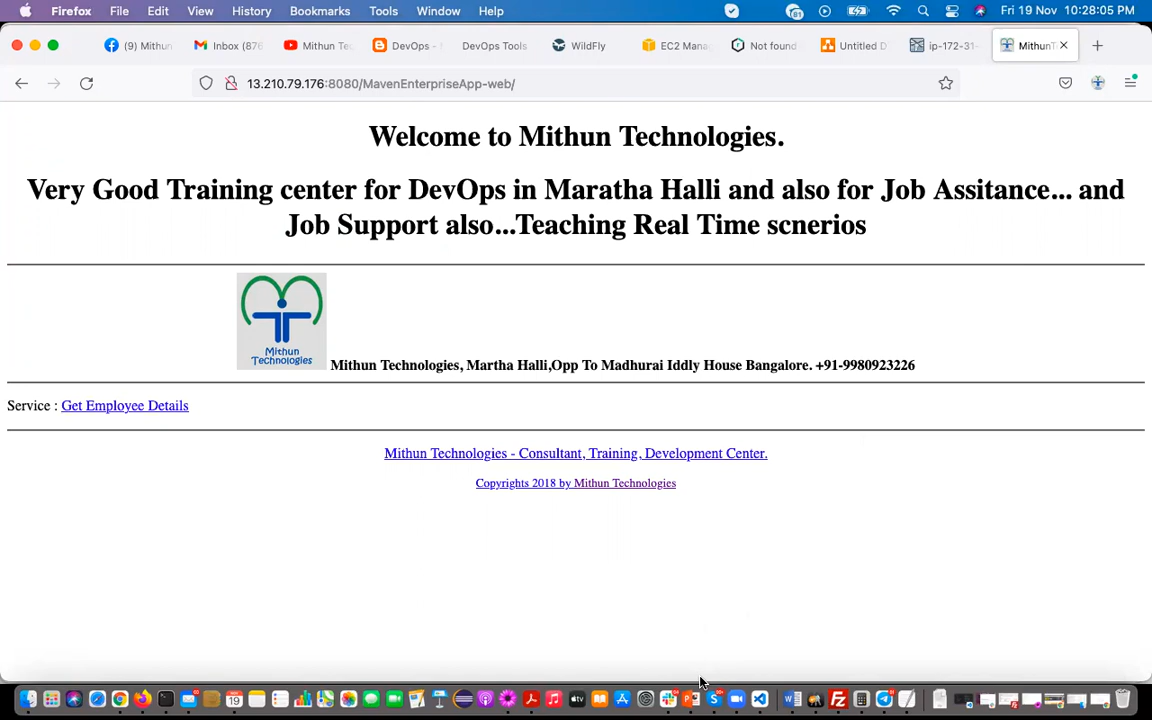 Firefox File Edit View History Bookmarks Tools Window Help 81 Fri 19 Nov 10:28:05 PM
(9) Mithun Inbox (876 Mithun Te DevOps - DevOps Tools WildFly EC2 Mana Not found Untitled D ip-172-31- MithunT
13.210.79.176:8080/MavenEnterpriseApp-web/
Welcome to Mithun Technologies.
Very Good Training center for DevOps in Maratha Halli and also for Job Assitance... and
Job Support also...Teaching Real Time scnerios
Mithun
Technologies
Mithun Technologies, Martha Halli,Opp To Madhurai Iddly House Bangalore. +91-9980923226
Service : Get Employee Details
Mithun Technologies - Consultant, Training, Development Center.
Copyrights 2018 by Mithun Technologies